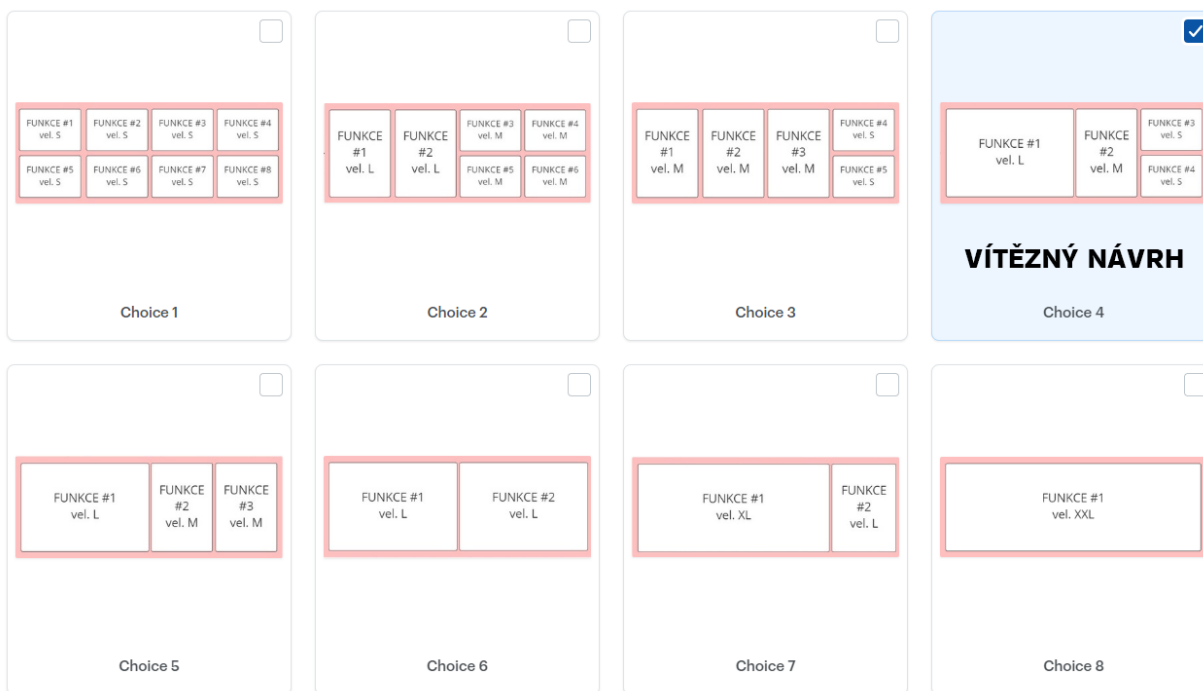 FUNKCE #1
vel. S
FUNKCE #2
vel. S
FUNKCE #3
vel. S
FUNKCE #4
vel. S
FUNKCE #5
vel. S
FUNKCE #6
vel. S
FUNKCE #7
vel. S
FUNKCE #8
vel. S
Choice 1
FUNKCE
#1
vel. L
FUNKCE
#2
vel. L
FUNKCE #3
vel. M
FUNKCE #4
vel. M
FUNKCE #5
vel. M
FUNKCE #6
vel. M
Choice 2
FUNKCE
#1
vel. M
FUNKCE
#2
vel. M
FUNKCE
#3
vel. M
FUNKCE #4
vel. S
FUNKCE #5
vel. S
Choice 3
FUNKCE #1
vel. L
FUNKCE
#2
vel. M
FUNKCE #3
vel. S
FUNKCE #4
vel. S
VÍTĚZNÝ NÁVRH
Choice 4
FUNKCE #1
vel. L
FUNKCE
#2
vel. M
FUNKCE
#3
vel. M
Choice 5
FUNKCE #1
vel. L
FUNKCE #2
vel. L
Choice 6
FUNKCE #1
vel. XL
FUNKCE
#2
vel. L
Choice 7
FUNKCE #1
vel. XXL
Choice 8